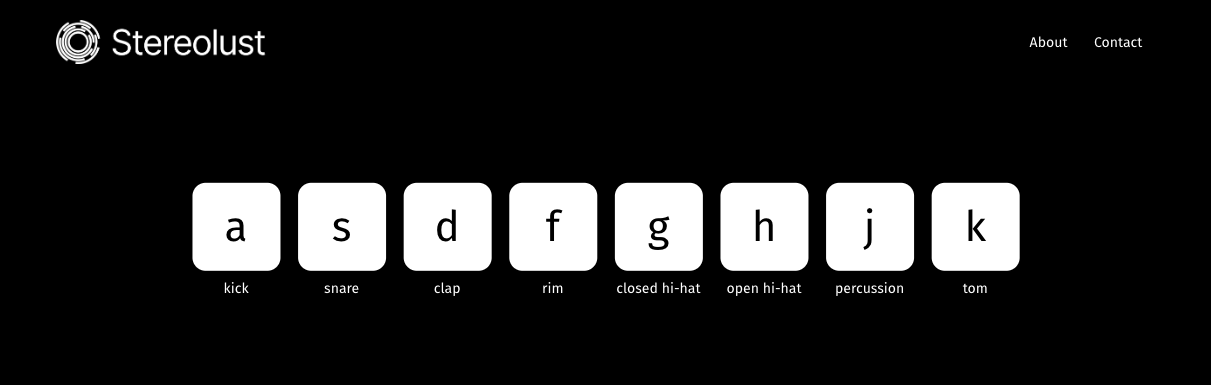 Stereolust
About Contact
a s d f g h j k
kick snare clap rim closed hi-hat open hi-hat percussion tom